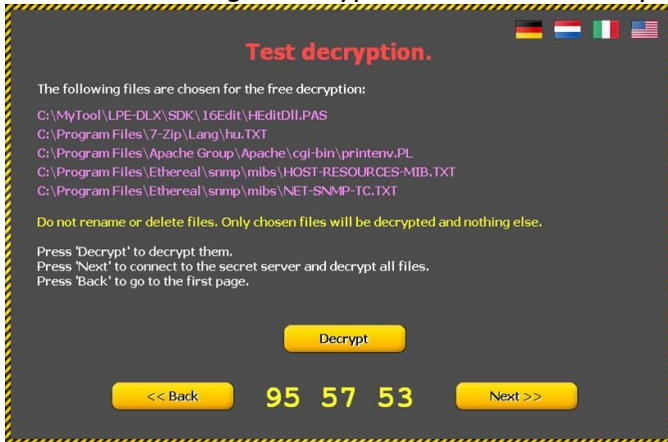 Test decryption.
The following files are chosen for the free decryption:
C:\MyTool\LPE-DLX\SDK\16Edit\HEditDll.PAS
C:\Program Files\7-Zip\Lang\hu.TXT
C:\Program Files\Apache Group\Apache\cgi-bin\printenv.PL
C:\Program Files\Ethereal\snmp\mibs\HOST-RESOURCES-MIB.TXT
C:\Program Files\Ethereal\snmp\mibs\NET-SNMP-TC.TXT
Do not rename or delete files. Only chosen files will be decrypted and nothing else.
Press 'Decrypt' to decrypt them.
Press 'Next' to connect to the secret server and decrypt all files.
Press 'Back' to go to the first page.
Decrypt
<< Back 95 57 53 Next >>